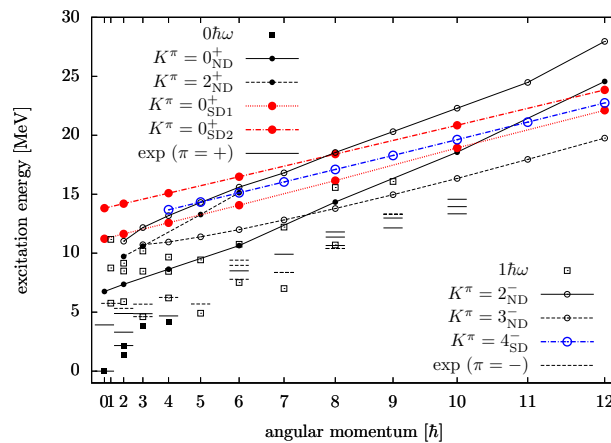 30
25
20
15
10
5
0
excitation energy [MeV]
0ħω
K^π = 0^+_ND
K^π = 2^+_ND
K^π = 0^+_SD1
K^π = 0^+_SD2
exp (π = +)
1ħω
K^π = 2^-_ND
K^π = 3^-_ND
K^π = 4^-_SD
exp (π = −)
0 1 2 3 4 5 6 7 8 9 10 11 12
angular momentum [ħ]